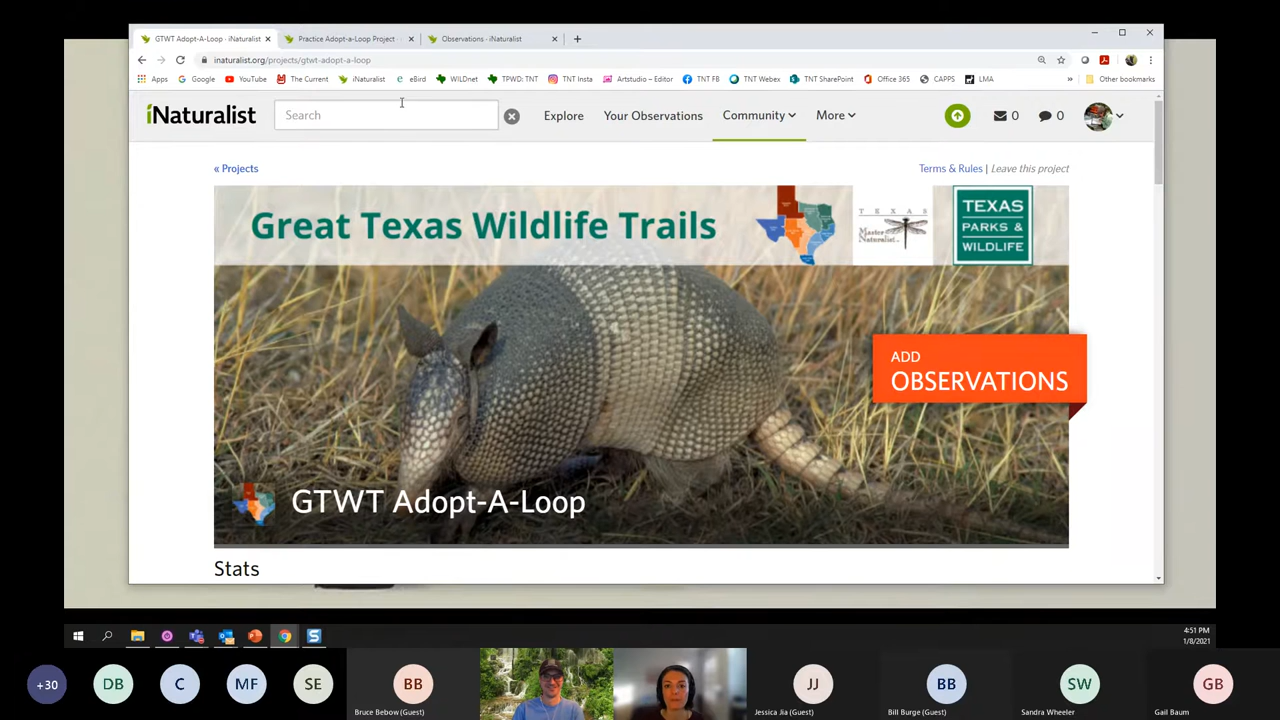 GTWT Adopt-A-Loop · iNaturalist
Practice Adopt-a-Loop Project ·
Observations · iNaturalist
inaturalist.org/projects/gtwt-adopt-a-loop
Apps Google YouTube The Current iNaturalist eBird WILDnet TPWD: TNT TNT Insta Artstudio – Editor TNT FB TNT Webex TNT SharePoint Office 365 CAPPS LMA » Other bookmarks
iNaturalist Search Explore Your Observations Community More 0 0
« Projects
Terms & Rules | Leave this project
Great Texas Wildlife Trails
TEXAS
Master Naturalist
TEXAS
PARKS &
WILDLIFE
ADD
OBSERVATIONS
GTWT Adopt-A-Loop
Stats
4:51 PM
1/8/2021
+30 DB C MF SE BB JJ BB SW GB
Bruce Bebow (Guest) Jessica Jia (Guest) Bill Burge (Guest) Sandra Wheeler Gail Baum